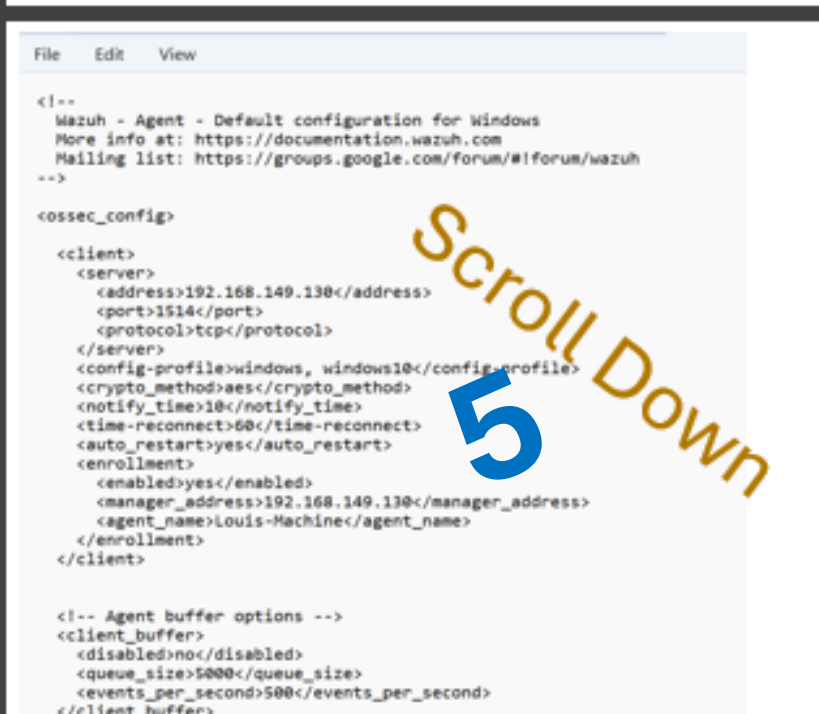 File Edit View
<!--
Wazuh - Agent - Default configuration for Windows
More info at: https://documentation.wazuh.com
Mailing list: https://groups.google.com/forum/#!forum/wazuh
-->
<ossec_config>
<client>
<server>
<address>192.168.149.130</address>
<port>1514</port>
<protocol>tcp</protocol>
</server>
<config-profile>windows, windows10</config-profile>
<crypto_method>aes</crypto_method>
<notify_time>10</notify_time>
<time-reconnect>60</time-reconnect>
<auto_restart>yes</auto_restart>
<enrollment>
<enabled>yes</enabled>
<manager_address>192.168.149.130</manager_address>
<agent_name>Louis-Machine</agent_name>
</enrollment>
</client>
Scroll Down
5
<!-- Agent buffer options -->
<client_buffer>
<disabled>no</disabled>
<queue_size>5000</queue_size>
<events_per_second>500</events_per_second>
</client_buffer>